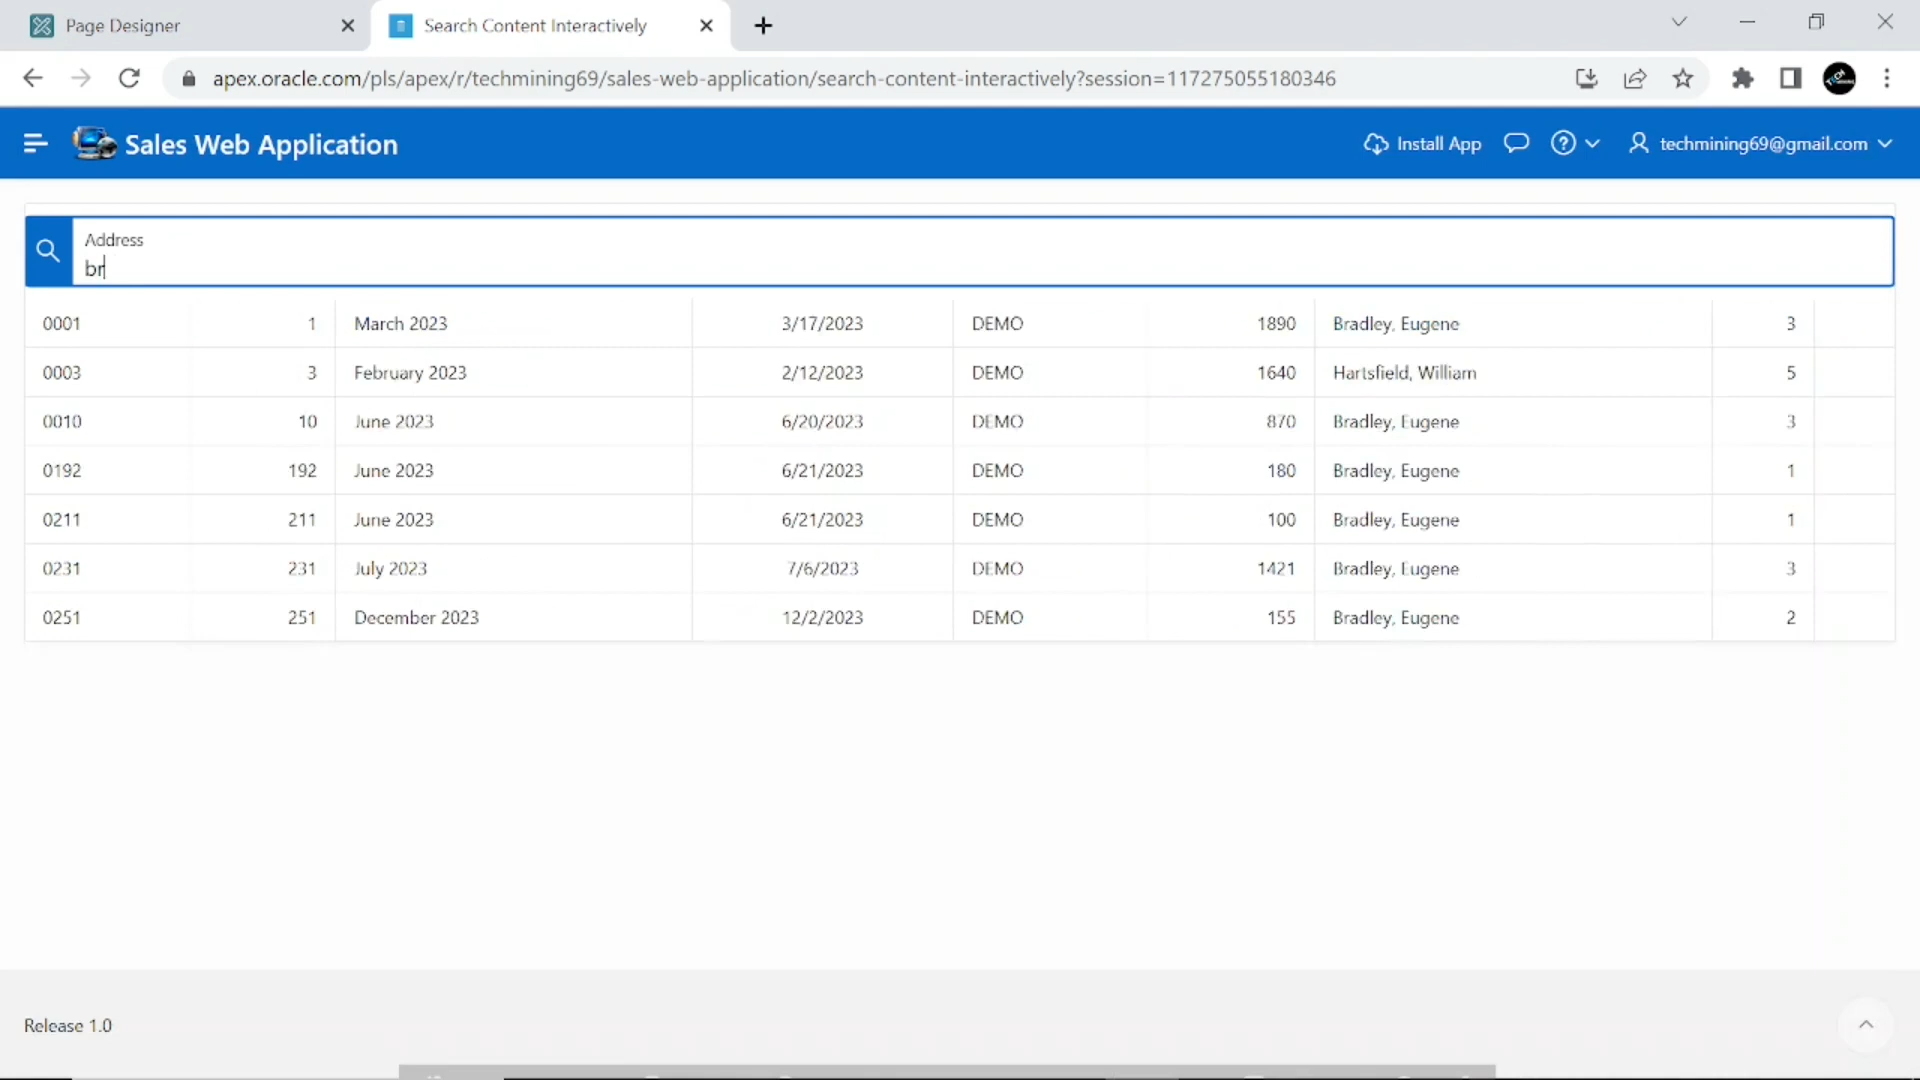 Page Designer
Search Content Interactively
apex.oracle.com/pls/apex/r/techmining69/sales-web-application/search-content-interactively?session=117275055180346
Sales Web Application
Install App
techmining69@gmail.com
Address
br
0001 1 March 2023 3/17/2023 DEMO 1890 Bradley, Eugene 3
0003 3 February 2023 2/12/2023 DEMO 1640 Hartsfield, William 5
0010 10 June 2023 6/20/2023 DEMO 870 Bradley, Eugene 3
0192 192 June 2023 6/21/2023 DEMO 180 Bradley, Eugene 1
0211 211 June 2023 6/21/2023 DEMO 100 Bradley, Eugene 1
0231 231 July 2023 7/6/2023 DEMO 1421 Bradley, Eugene 3
0251 251 December 2023 12/2/2023 DEMO 155 Bradley, Eugene 2
Release 1.0